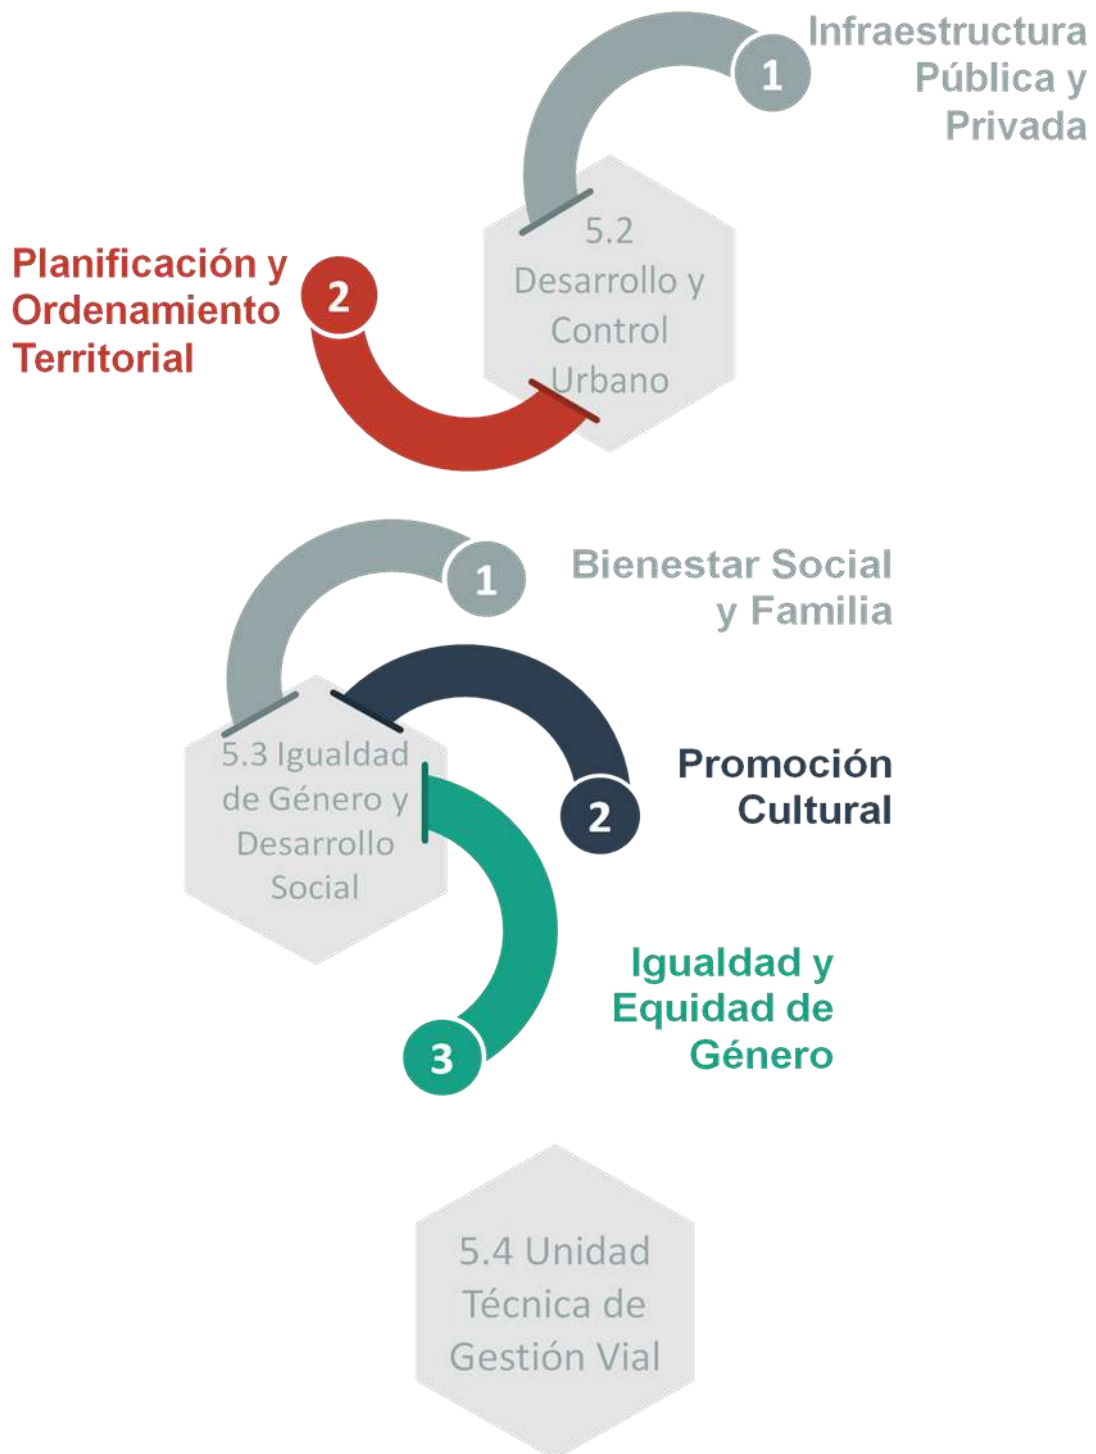 1
Infraestructura
Pública y
Privada
5.2
Desarrollo y
Control
Urbano
Planificación y
Ordenamiento
Territorial
2
1
Bienestar Social
y Familia
5.3 Igualdad
de Género y
Desarrollo
Social
Promoción
Cultural
2
Igualdad y
Equidad de
Género
3
5.4 Unidad
Técnica de
Gestión Vial